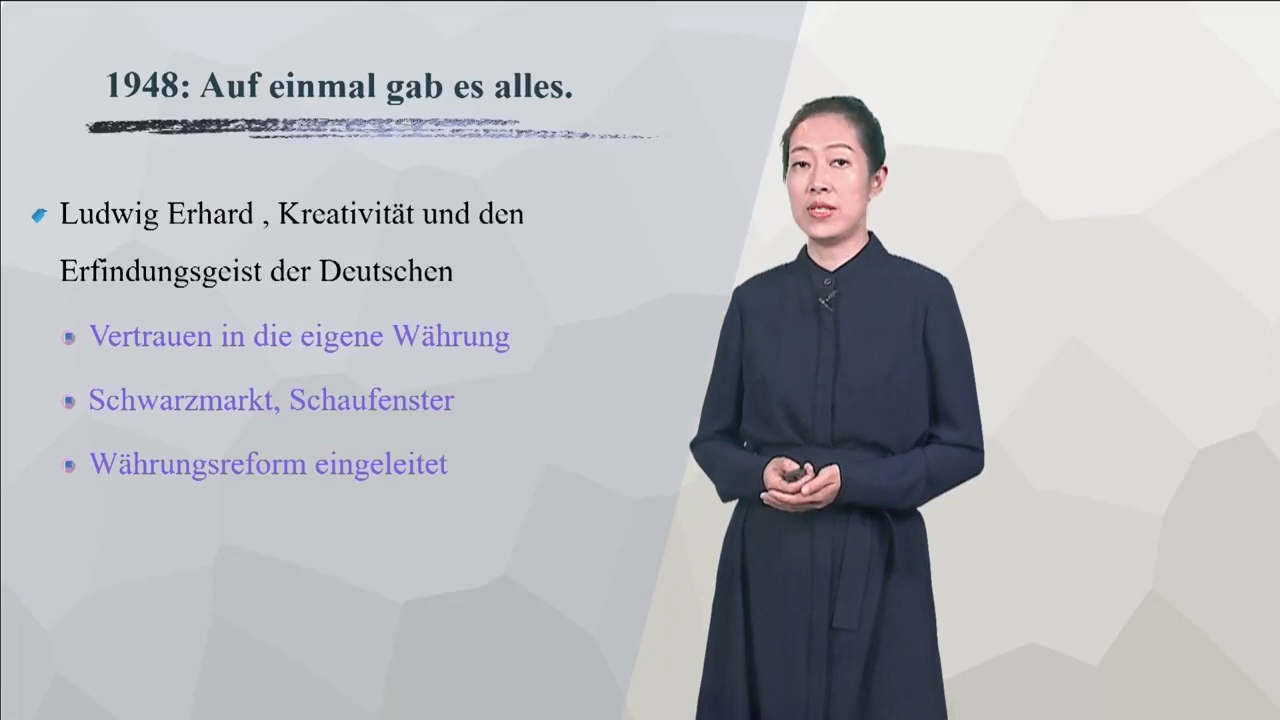 1948: Auf einmal gab es alles.
Ludwig Erhard , Kreativität und den
Erfindungsgeist der Deutschen
Vertrauen in die eigene Währung
Schwarzmarkt, Schaufenster
Währungsreform eingeleitet